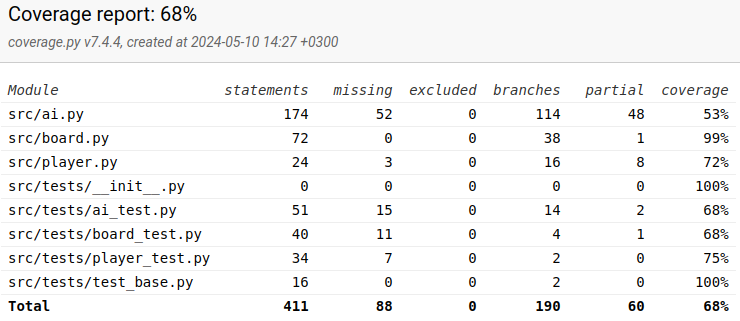 Coverage report: 68%
coverage.py v7.4.4, created at 2024-05-10 14:27 +0300
Module statements missing excluded branches partial coverage
src/ai.py 174 52 0 114 48 53%
src/board.py 72 0 0 38 1 99%
src/player.py 24 3 0 16 8 72%
src/tests/__init__.py 0 0 0 0 0 100%
src/tests/ai_test.py 51 15 0 14 2 68%
src/tests/board_test.py 40 11 0 4 1 68%
src/tests/player_test.py 34 7 0 2 0 75%
src/tests/test_base.py 16 0 0 2 0 100%
Total 411 88 0 190 60 68%